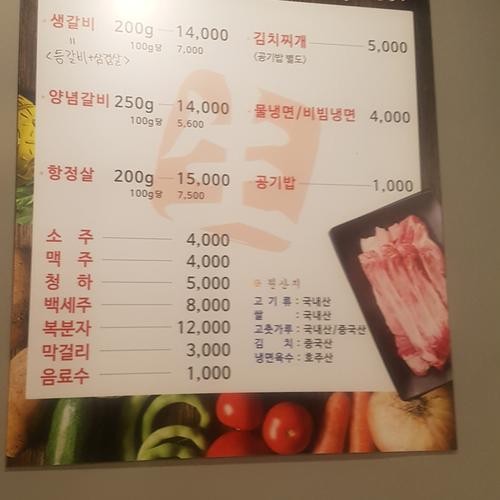 생갈비 200g 14,000
100g당 7,000
=
<등갈비+삼겹살>
양념갈비 250g 14,000
100g당 5,600
항정살 200g 15,000
100g당 7,500
김치찌개 5,000
(공기밥 별도)
물냉면/비빔냉면 4,000
공기밥 1,000
소 주 4,000
맥 주 4,000
청 하 5,000
백세주 8,000
복분자 12,000
막걸리 3,000
음료수 1,000
※ 원산지
고 기 류 : 국내산
쌀 : 국내산
고춧가루 : 국내산/중국산
김 치 : 중국산
냉면육수 : 호주산